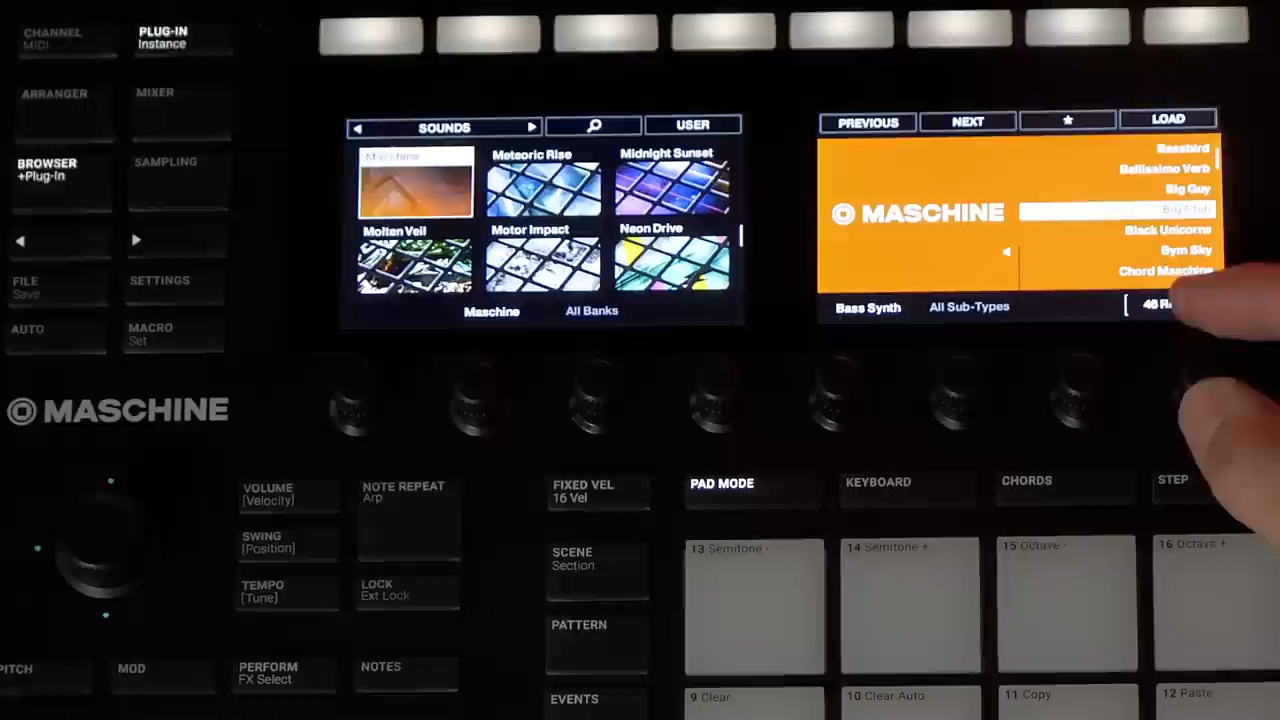 CHANNEL
MIDI
PLUG-IN
Instance
ARRANGER
MIXER
BROWSER
+Plug-In
SAMPLING
FILE
Save
SETTINGS
AUTO
MACRO
Set
MASCHINE
SOUNDS
USER
Maschine
Meteoric Rise
Midnight Sunset
Molten Veil
Motor Impact
Neon Drive
Maschine
All Banks
PREVIOUS
NEXT
LOAD
MASCHINE
Bassbird
Bellissimo Verb
Big Guy
Black Unicorns
Bym Sky
Chord Maschine
Bass Synth
All Sub-Types
46
VOLUME
[Velocity]
NOTE REPEAT
Arp
SWING
[Position]
TEMPO
[Tune]
LOCK
Ext Lock
PITCH
MOD
PERFORM
FX Select
NOTES
FIXED VEL
16 Vel
PAD MODE
KEYBOARD
CHORDS
STEP
SCENE
Section
PATTERN
EVENTS
13 Semitone -
14 Semitone +
15 Octave -
16 Octave +
9 Clear
10 Clear Auto
11 Copy
12 Paste